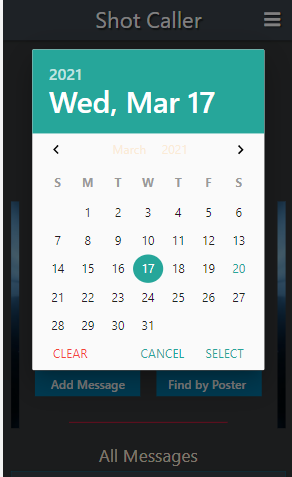 Shot Caller
2021
Wed, Mar 17
March 2021
S M T W T F S
1 2 3 4 5 6
7 8 9 10 11 12 13
14 15 16 17 18 19 20
21 22 23 24 25 26 27
28 29 30 31
CLEAR CANCEL SELECT
Add Message Find by Poster
All Messages